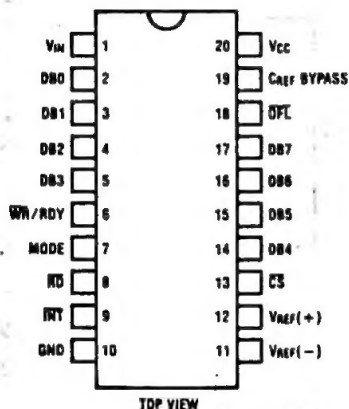 VIN 1 20 VCC
DB0 2 19 CREF BYPASS
DB1 3 18 OFL
DB2 4 17 DB7
DB3 5 16 DB6
WR/RDY 6 15 DB5
MODE 7 14 DB4
RD 8 13 CS
INT 9 12 VREF(+)
GND 10 11 VREF(−)
TOP VIEW